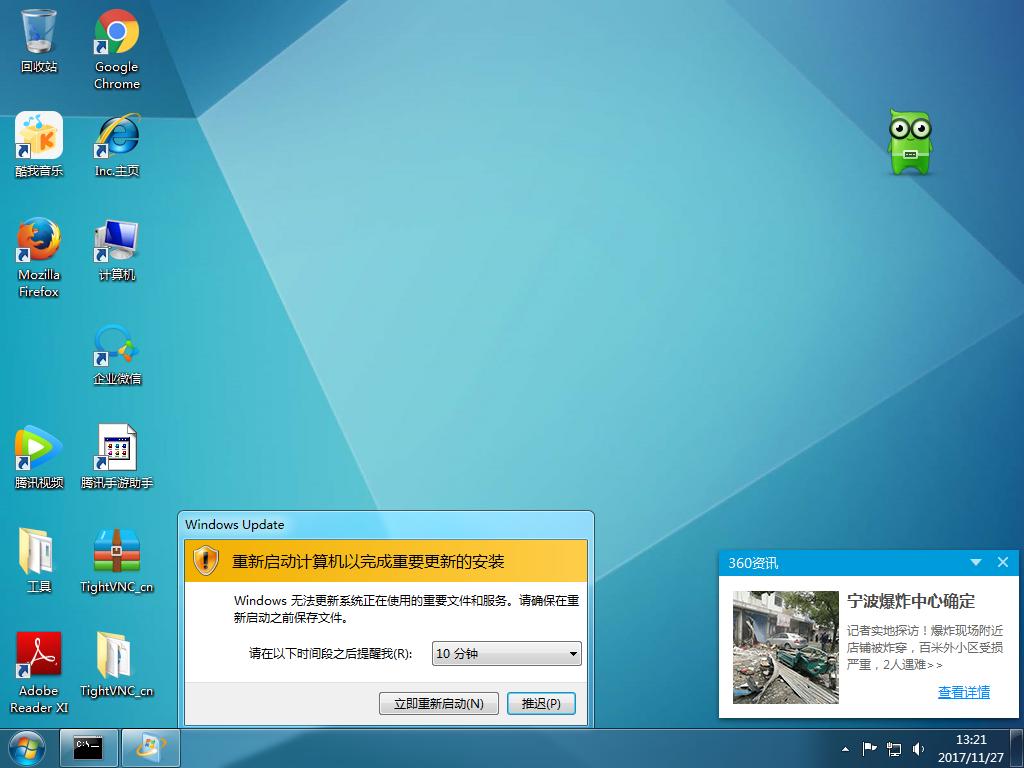 回收站
Google
Chrome
酷我音乐
Inc.主页
Mozilla
Firefox
计算机
企业微信
腾讯视频
腾讯手游助手
工具
TightVNC_cn
Adobe
Reader XI
TightVNC_cn
Windows Update
重新启动计算机以完成重要更新的安装
Windows 无法更新系统正在使用的重要文件和服务。请确保在重
新启动之前保存文件。
请在以下时间段之后提醒我(R):
10 分钟
立即重新启动(N)
推迟(P)
360资讯
宁波爆炸中心确定
记者实地探访！爆炸现场附近
店铺被炸穿，百米外小区受损
严重，2人遇难>>
查看详情
C:\
13:21
2017/11/27